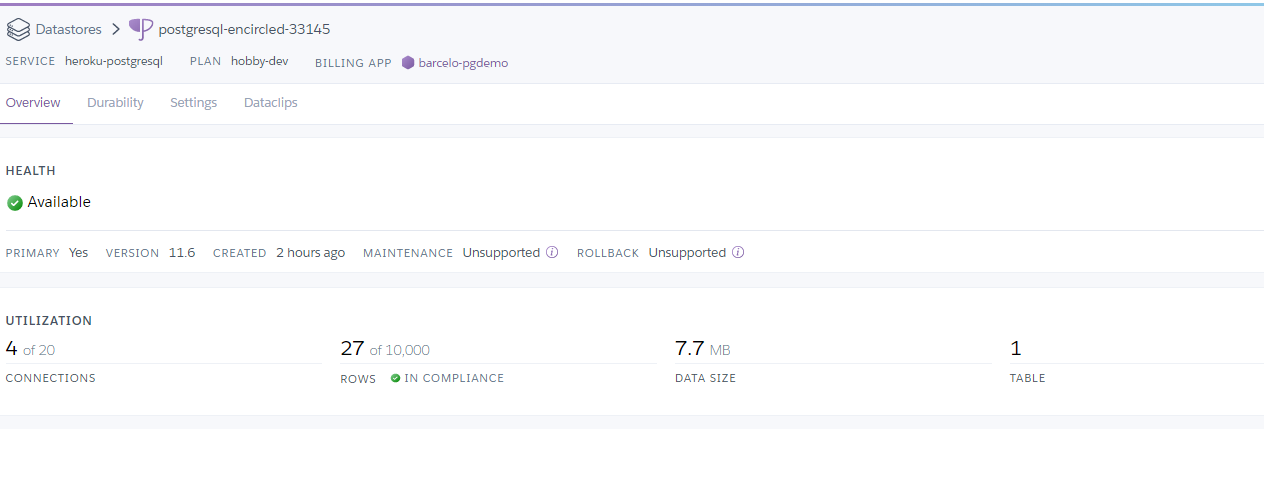 Datastores postgresql-encircled-33145
SERVICE heroku-postgresql PLAN hobby-dev BILLING APP barcelo-pgdemo
Overview Durability Settings Dataclips
HEALTH
Available
PRIMARY Yes VERSION 11.6 CREATED 2 hours ago MAINTENANCE Unsupported ROLLBACK Unsupported
UTILIZATION
4 of 20 27 of 10,000 7.7 MB 1
CONNECTIONS ROWS IN COMPLIANCE DATA SIZE TABLE